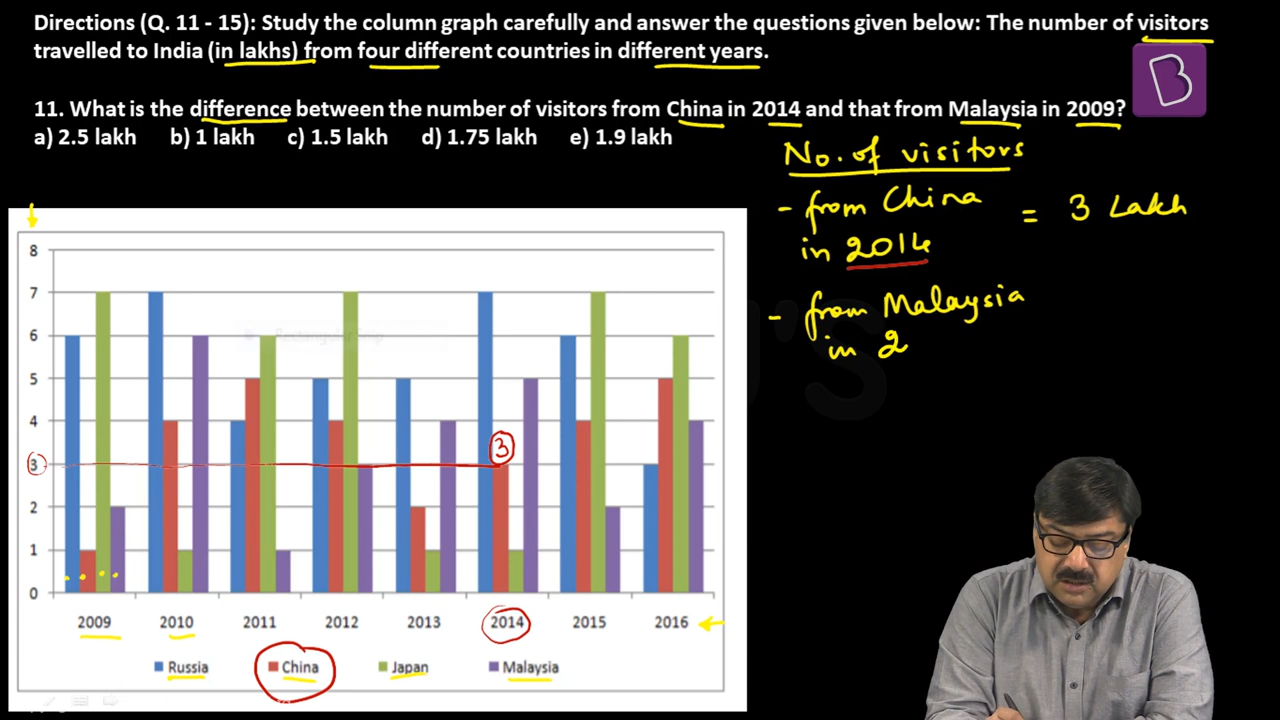 Directions (Q. 11 - 15): Study the column graph carefully and answer the questions given below: The number of visitors
travelled to India (in lakhs) from four different countries in different years.
B
11. What is the difference between the number of visitors from China in 2014 and that from Malaysia in 2009?
a) 2.5 lakh b) 1 lakh c) 1.5 lakh d) 1.75 lakh e) 1.9 lakh
No. of visitors
- from China
in 2014
= 3 Lakh
- from Malaysia
in 2
8
7
6
5
4
3
3
2
1
0
2009 2010 2011 2012 2013 2014 2015 2016
Russia China Japan Malaysia